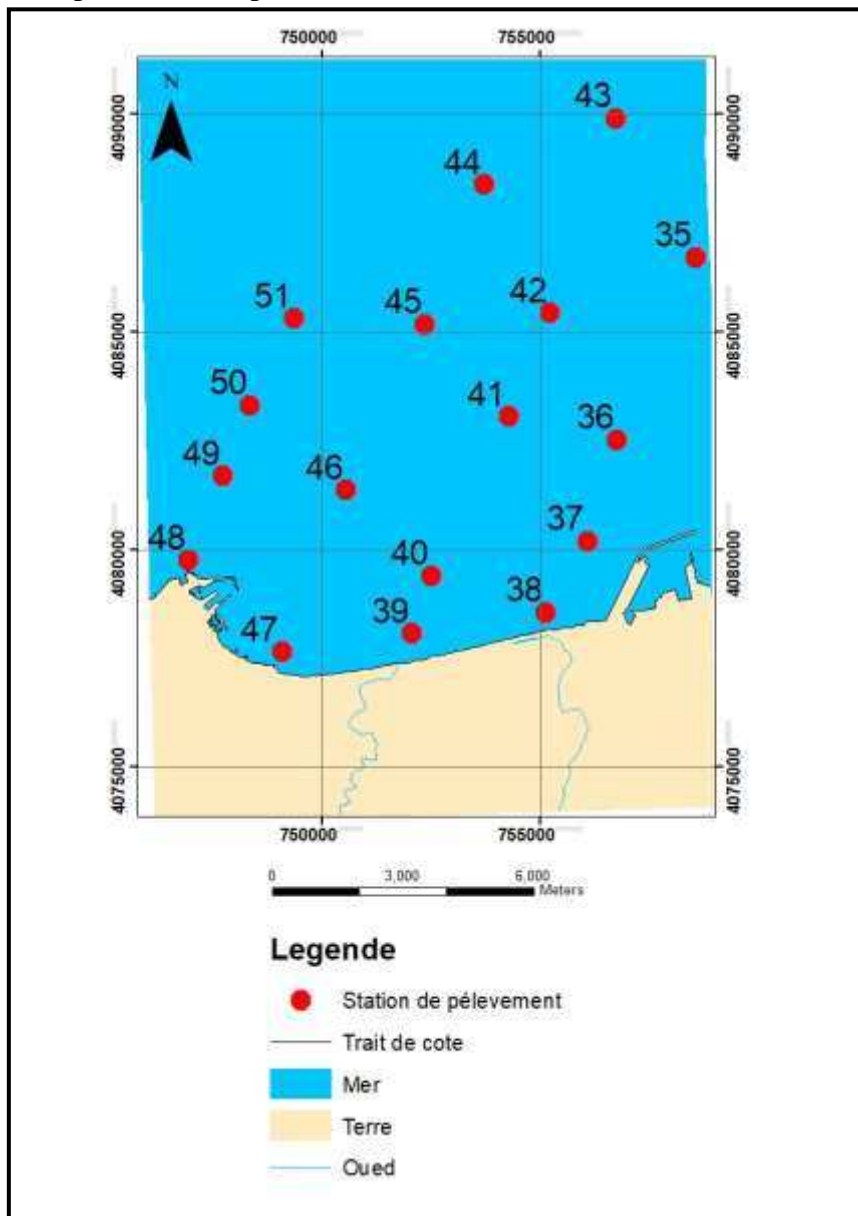 750000 755000
N
43
4090000 4090000
44
35
51 45 42
4085000 4085000
50 41 36
49 46
37
48 4080000 4080000
40
38
47 39
4075000 4075000
750000 755000
0 3,000 6,000
Meters
Legende
Station de pélevement
Trait de cote
Mer
Terre
Oued